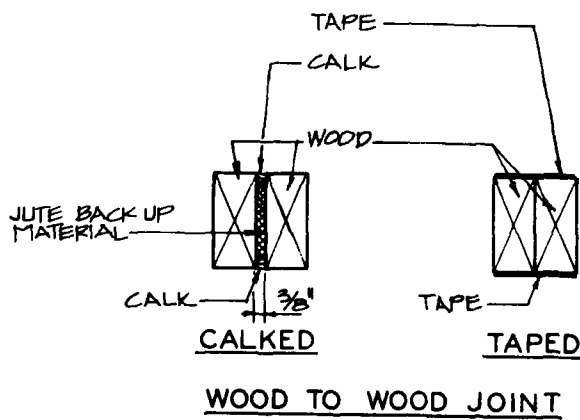 TAPE
CALK
WOOD
JUTE BACK UP
MATERIAL
CALK
3/8"
TAPE
CALKED
TAPED
WOOD TO WOOD JOINT